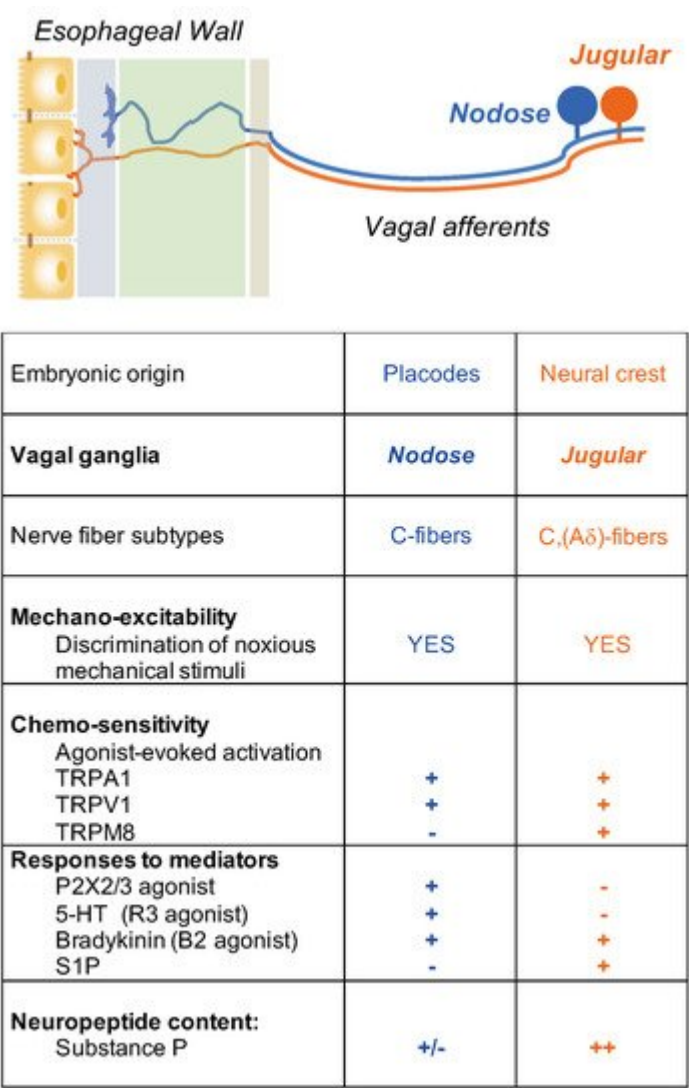 Esophageal Wall
Jugular
Nodose
Vagal afferents
Embryonic origin Placodes Neural crest
Vagal ganglia Nodose Jugular
Nerve fiber subtypes C-fibers C,(Aδ)-fibers
Mechano-excitability
Discrimination of noxious YES YES
mechanical stimuli
Chemo-sensitivity
Agonist-evoked activation
TRPA1 + +
TRPV1 + +
TRPM8 - +
Responses to mediators
P2X2/3 agonist + -
5-HT (R3 agonist) + -
Bradykinin (B2 agonist) + +
S1P - +
Neuropeptide content:
Substance P +/- ++